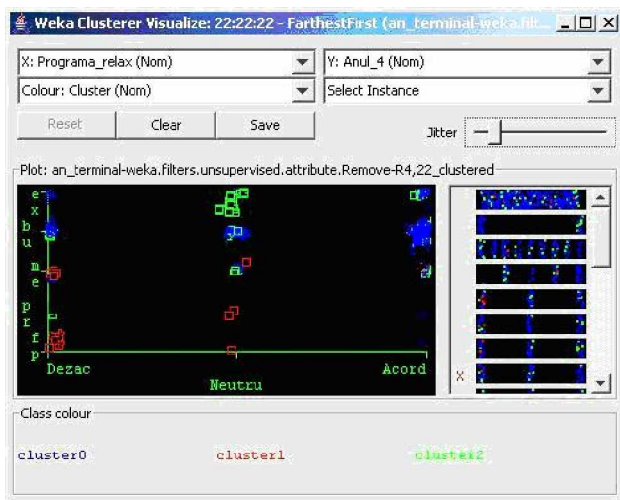 Weka Clusterer Visualize: 22:22:22 - FarthestFirst (an_terminal-weka.filt...
X: Programa_relax (Nom)
Y: Anul_4 (Nom)
Colour: Cluster (Nom)
Select Instance
Reset
Clear
Save
Jitter
Plot: an_terminal-weka.filters.unsupervised.attribute.Remove-R4,22_clustered
e
x
b
u
m
e
p r
r
f
p
Dezac
Neutru
Acord
X
Class colour
cluster0
cluster1
cluster2